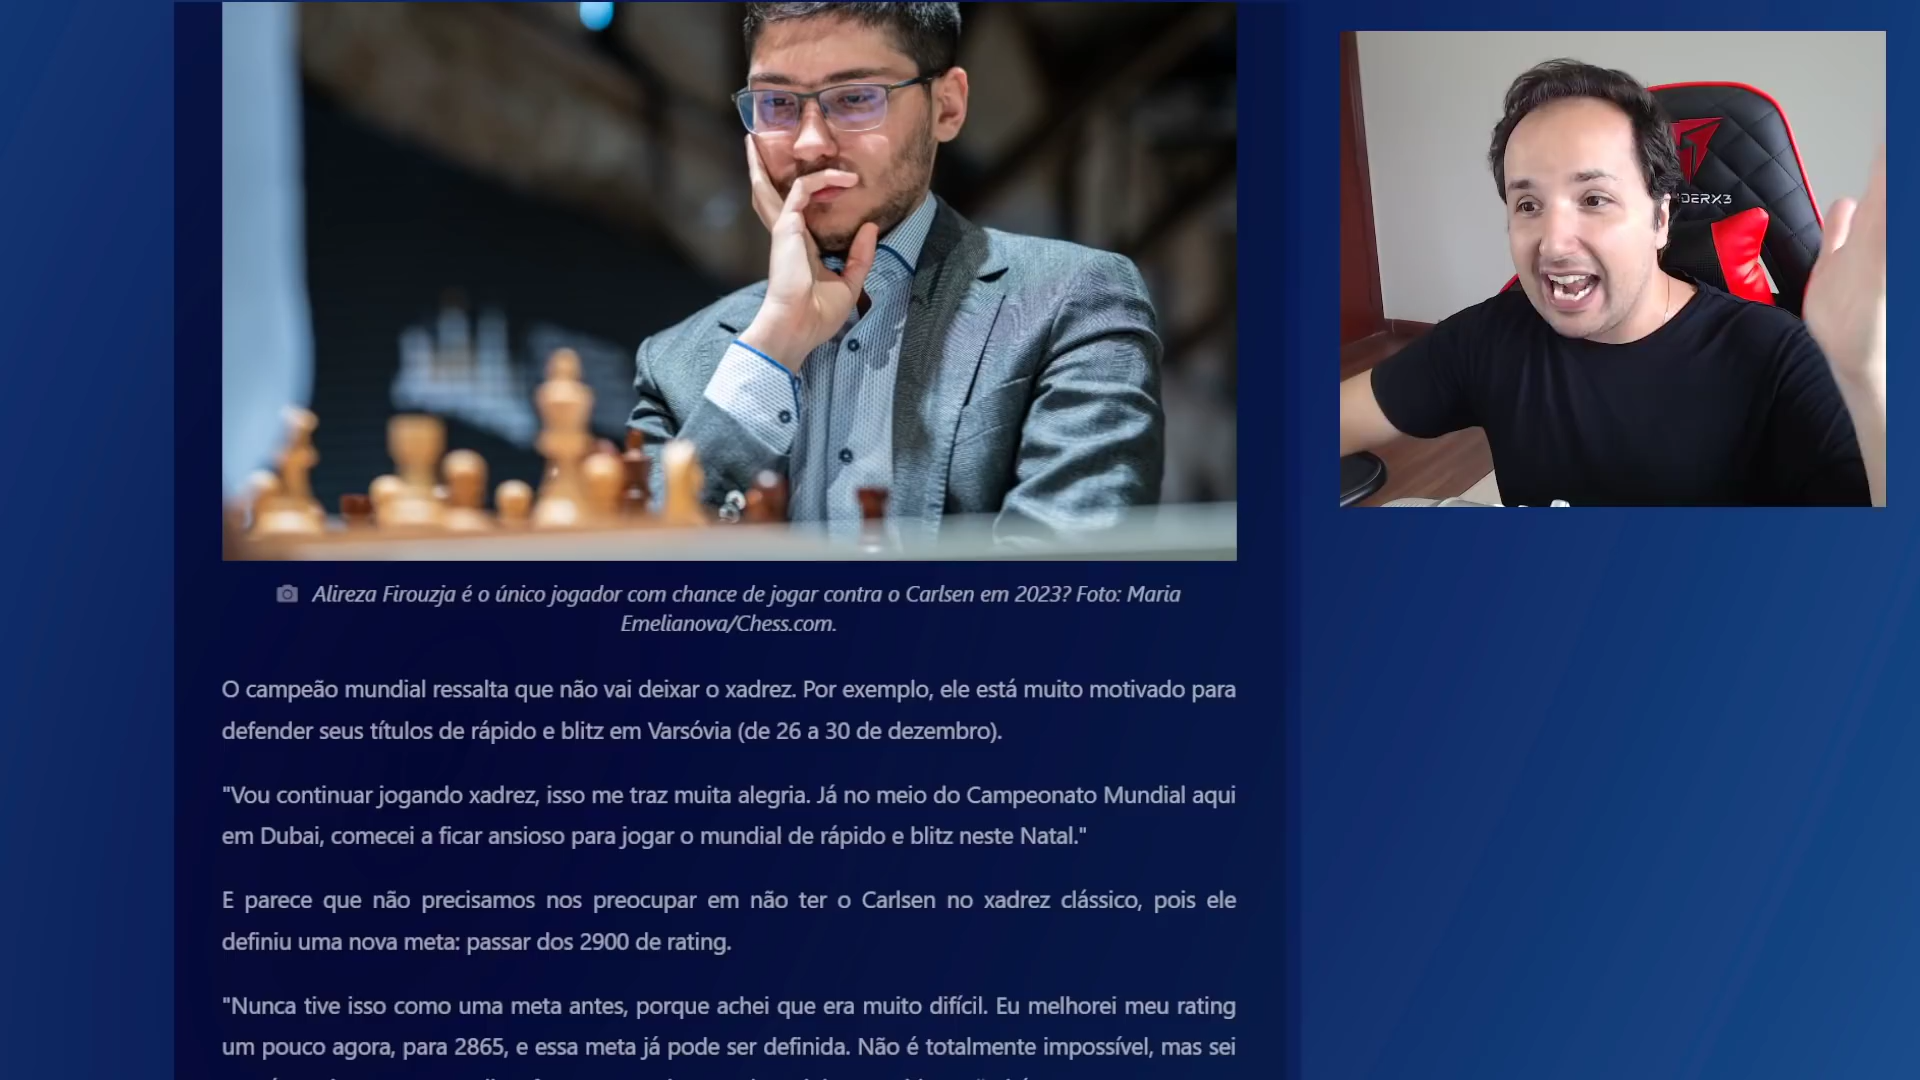 DERX3
Alireza Firouzja é o único jogador com chance de jogar contra o Carlsen em 2023? Foto: Maria
Emelianova/Chess.com.
O campeão mundial ressalta que não vai deixar o xadrez. Por exemplo, ele está muito motivado para
defender seus títulos de rápido e blitz em Varsóvia (de 26 a 30 de dezembro).
"Vou continuar jogando xadrez, isso me traz muita alegria. Já no meio do Campeonato Mundial aqui
em Dubai, comecei a ficar ansioso para jogar o mundial de rápido e blitz neste Natal."
E parece que não precisamos nos preocupar em não ter o Carlsen no xadrez clássico, pois ele
definiu uma nova meta: passar dos 2900 de rating.
"Nunca tive isso como uma meta antes, porque achei que era muito difícil. Eu melhorei meu rating
um pouco agora, para 2865, e essa meta já pode ser definida. Não é totalmente impossível, mas sei